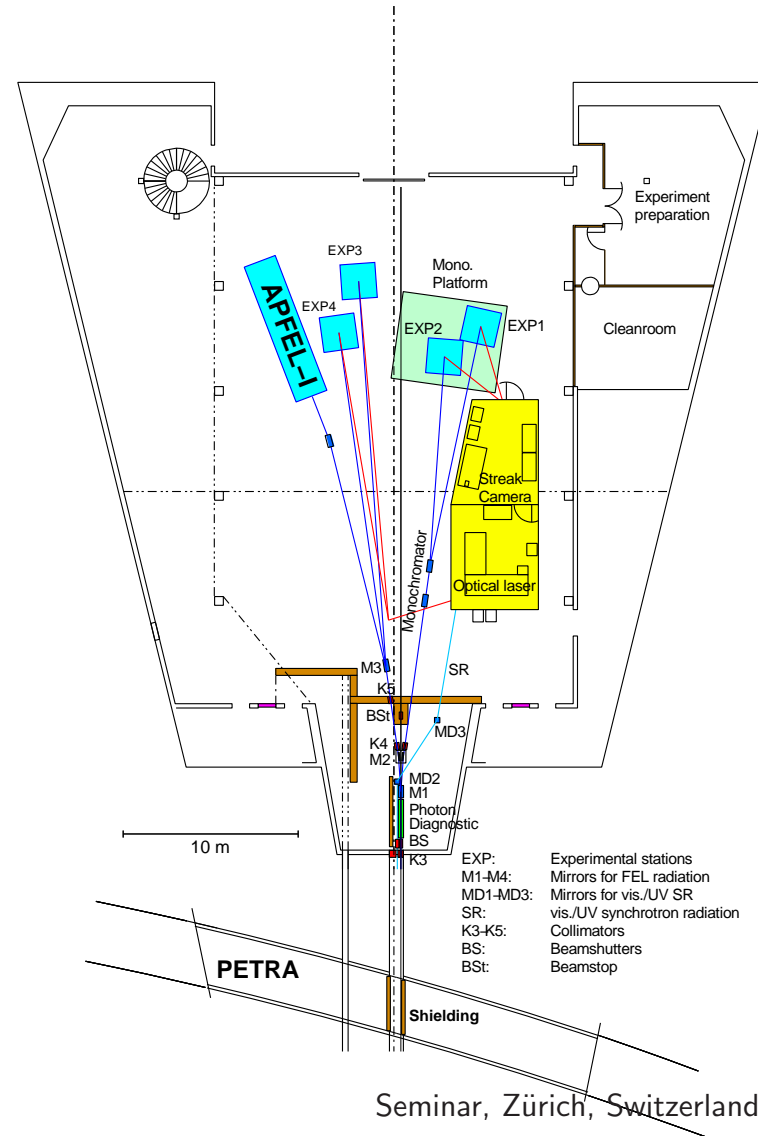 Experiment
preparation
EXP3
Mono.
Platform
EXP4
APFEL-I
EXP2
EXP1
Cleanroom
Streak
Camera
Monochromator
Optical laser
M3
SR
K5
BSt
MD3
K4
M2
MD2
M1
Photon
Diagnostic
10 m
BS
K3
EXP: Experimental stations
M1-M4: Mirrors for FEL radiation
MD1-MD3: Mirrors for vis./UV SR
SR: vis./UV synchrotron radiation
K3-K5: Collimators
BS: Beamshutters
BSt: Beamstop
PETRA
Shielding
Seminar, Zürich, Switzerland